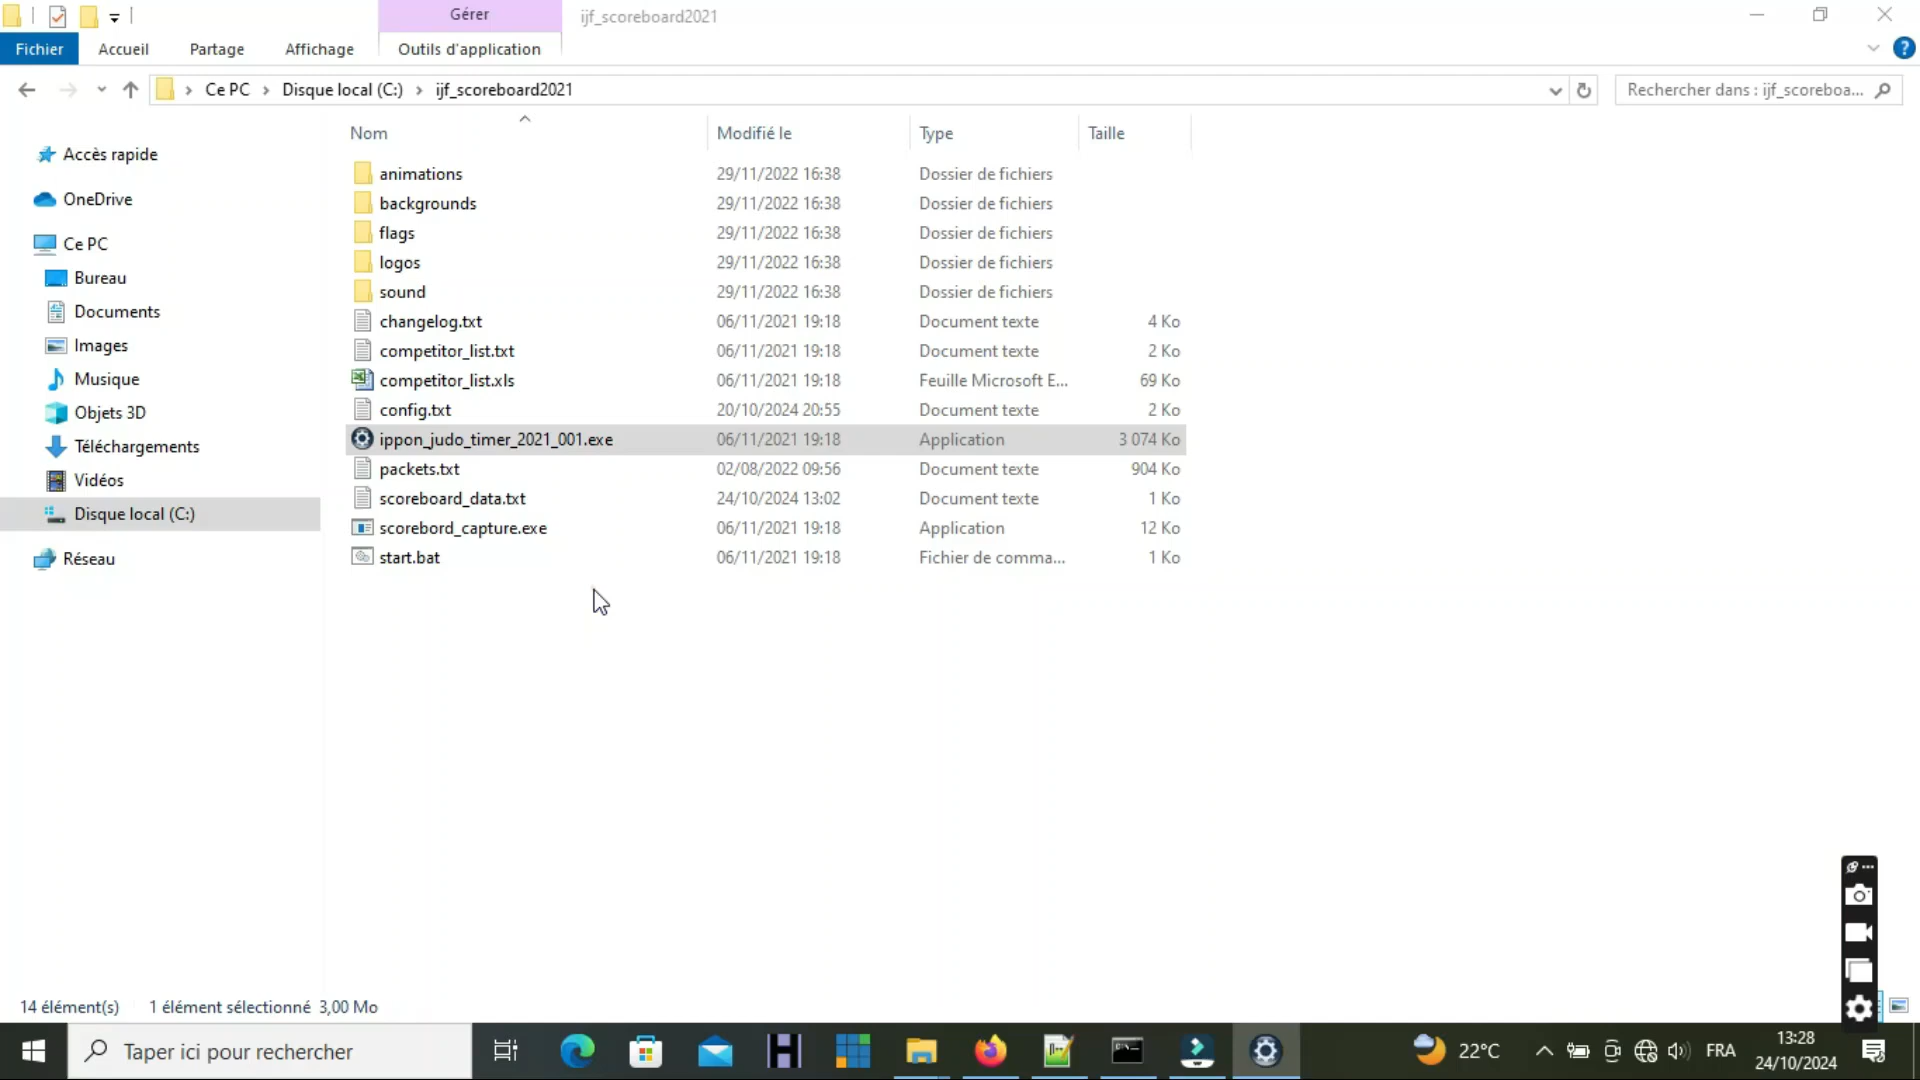 Gérer
ijf_scoreboard2021
Fichier Accueil Partage Affichage Outils d'application
Ce PC > Disque local (C:) > ijf_scoreboard2021
Rechercher dans : ijf_scoreboa...
Nom Modifié le Type Taille
Accès rapide
OneDrive
Ce PC
Bureau
Documents
Images
Musique
Objets 3D
Téléchargements
Vidéos
Disque local (C:)
Réseau
animations 29/11/2022 16:38 Dossier de fichiers
backgrounds 29/11/2022 16:38 Dossier de fichiers
flags 29/11/2022 16:38 Dossier de fichiers
logos 29/11/2022 16:38 Dossier de fichiers
sound 29/11/2022 16:38 Dossier de fichiers
changelog.txt 06/11/2021 19:18 Document texte 4 Ko
competitor_list.txt 06/11/2021 19:18 Document texte 2 Ko
competitor_list.xls 06/11/2021 19:18 Feuille Microsoft E... 69 Ko
config.txt 20/10/2024 20:55 Document texte 2 Ko
ippon_judo_timer_2021_001.exe 06/11/2021 19:18 Application 3 074 Ko
packets.txt 02/08/2022 09:56 Document texte 904 Ko
scoreboard_data.txt 24/10/2024 13:02 Document texte 1 Ko
scorebord_capture.exe 06/11/2021 19:18 Application 12 Ko
start.bat 06/11/2021 19:18 Fichier de comma... 1 Ko
14 élément(s) 1 élément sélectionné 3,00 Mo
Taper ici pour rechercher
22°C
FRA
13:28
24/10/2024